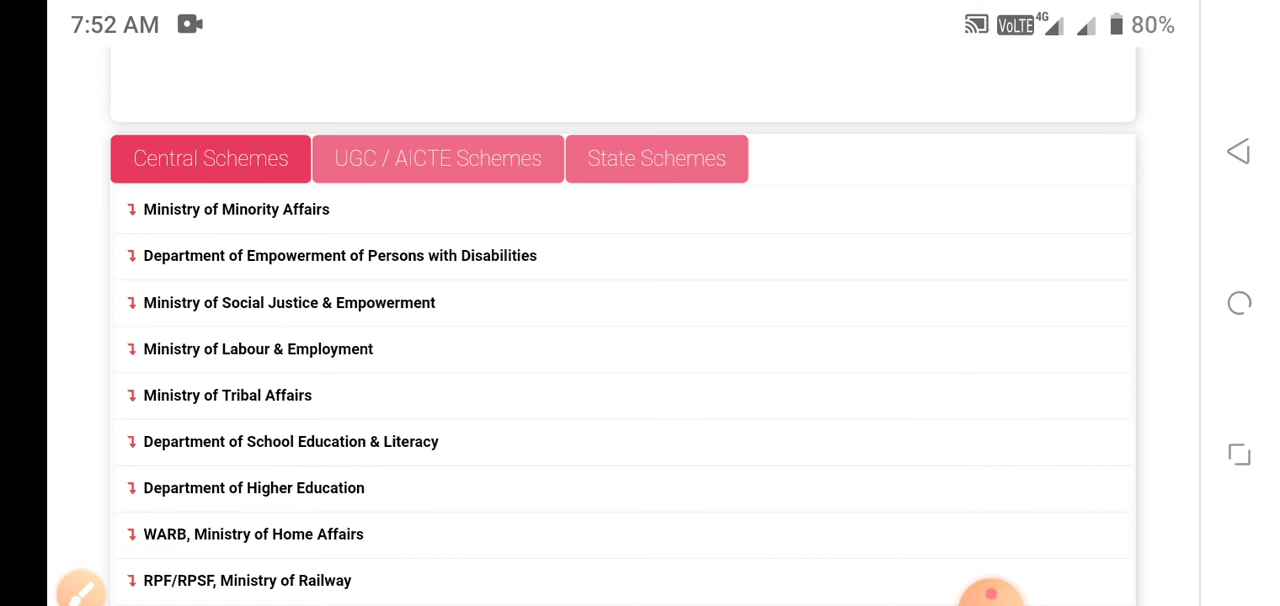 7:52 AM VoLTE 4G 80%
Central Schemes UGC / AICTE Schemes State Schemes
Ministry of Minority Affairs
Department of Empowerment of Persons with Disabilities
Ministry of Social Justice & Empowerment
Ministry of Labour & Employment
Ministry of Tribal Affairs
Department of School Education & Literacy
Department of Higher Education
WARB, Ministry of Home Affairs
RPF/RPSF, Ministry of Railway